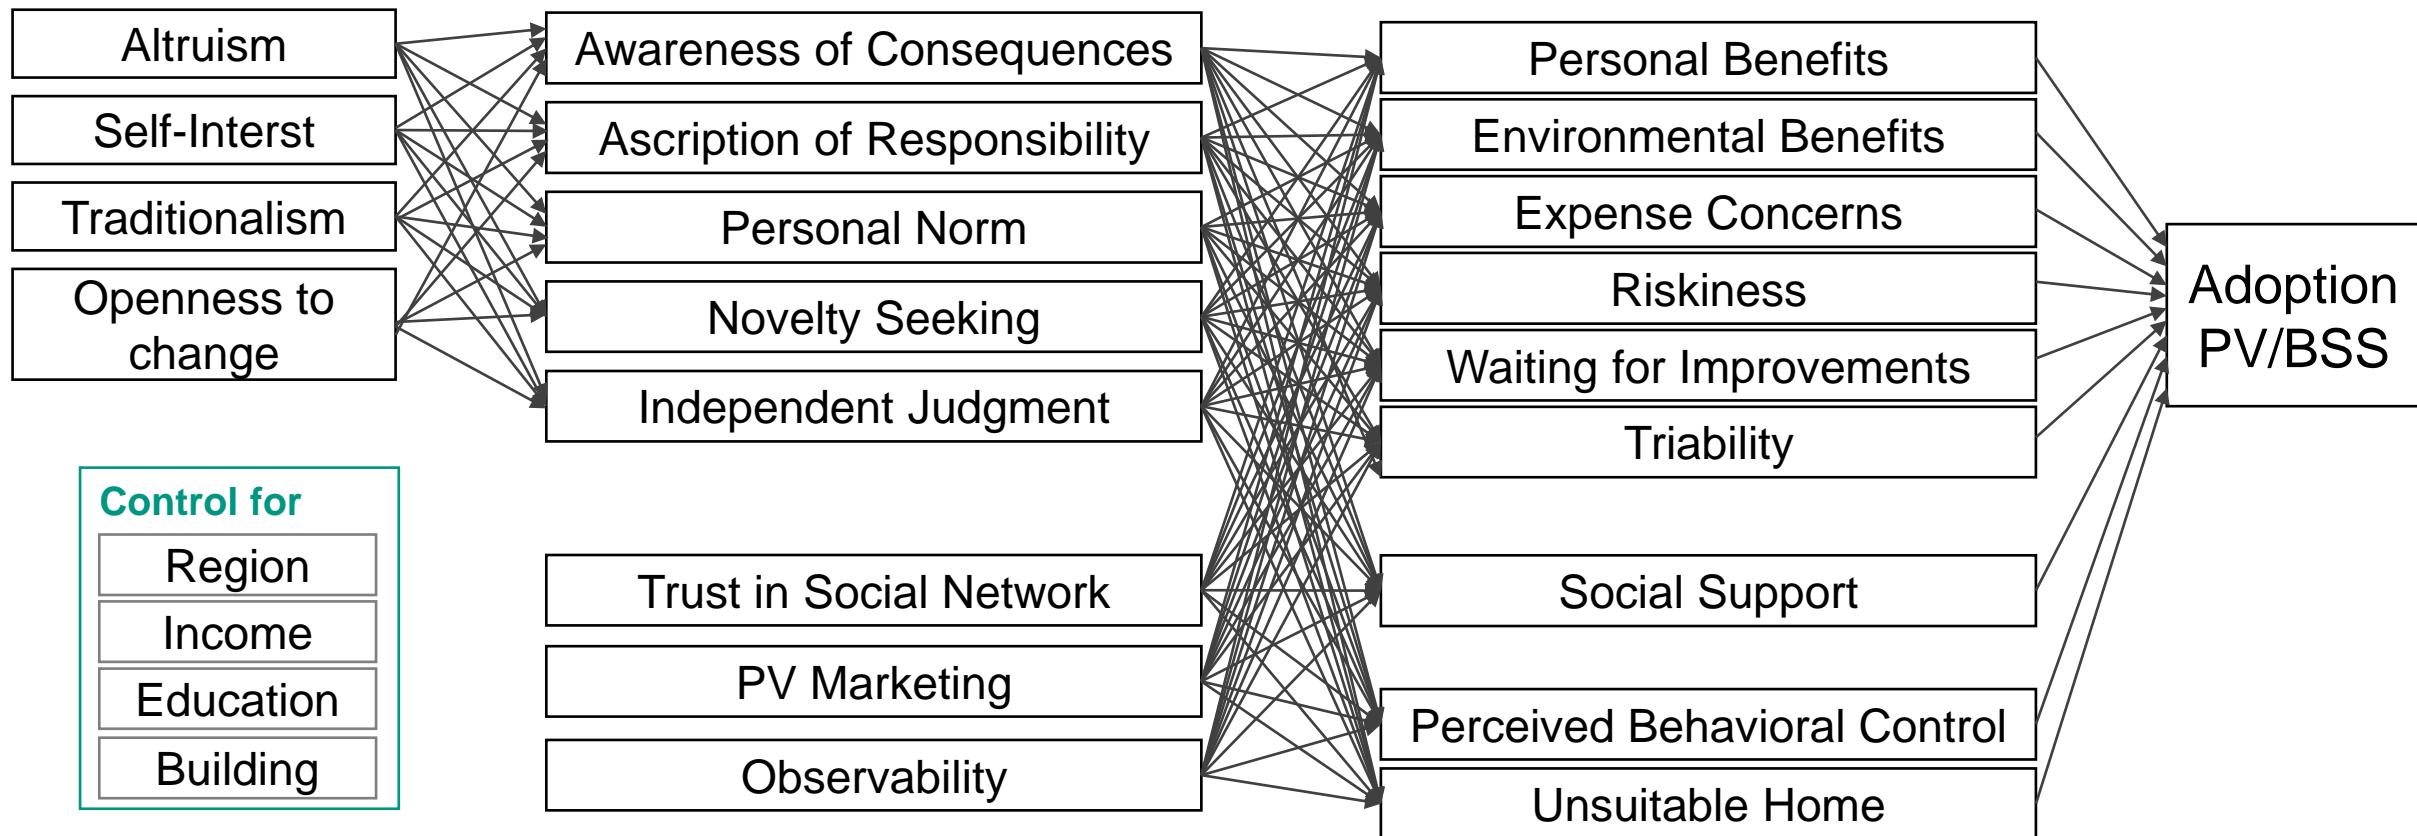 Altruism
Self-Interst
Traditionalism
Openness to
change
Control for
Region
Income
Education
Building
Awareness of Consequences
Ascription of Responsibility
Personal Norm
Novelty Seeking
Independent Judgment
Trust in Social Network
PV Marketing
Observability
Personal Benefits
Environmental Benefits
Expense Concerns
Riskiness
Waiting for Improvements
Triability
Social Support
Perceived Behavioral Control
Unsuitable Home
Adoption
PV/BSS